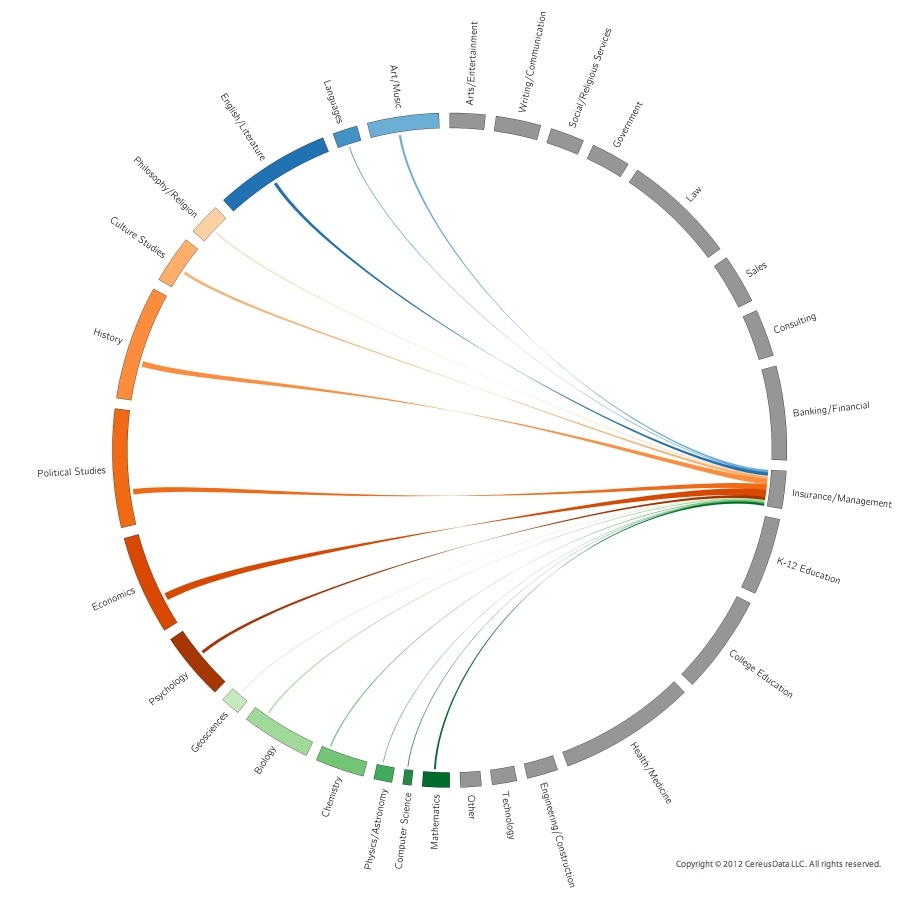 Arts/Entertainment
Writing/Communication
Social/Religious Services
Government
Law
Sales
Consulting
Banking/Financial
Insurance/Management
K-12 Education
College Education
Health/Medicine
Engineering/Construction
Technology
Other
Mathematics
Computer Science
Physics/Astronomy
Chemistry
Biology
Geosciences
Psychology
Economics
Political Studies
History
Culture Studies
Philosophy/Religion
English/Literature
Languages
Art/Music
Copyright © 2012 CereusData LLC. All rights reserved.